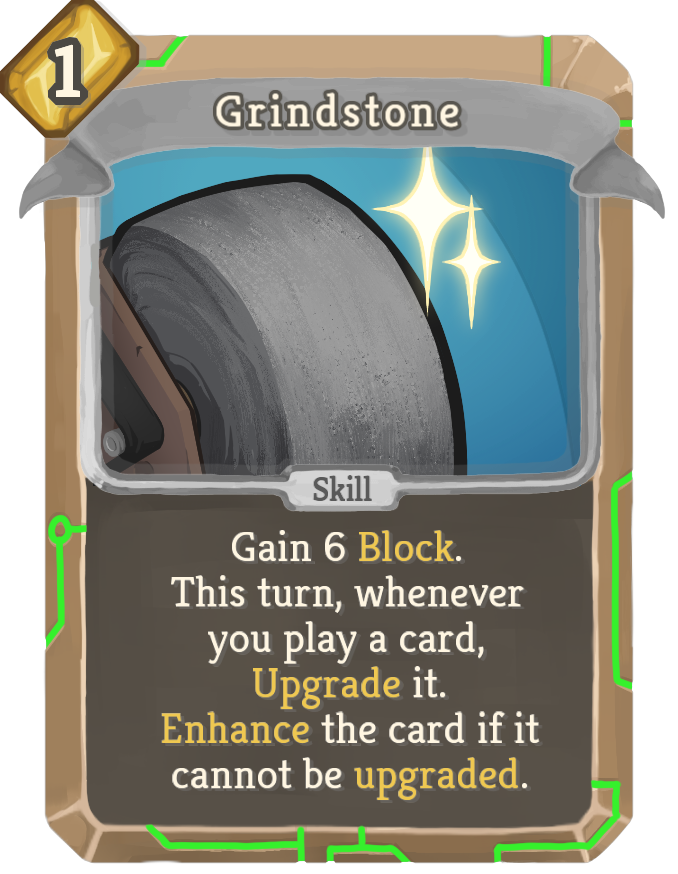 1
Grindstone
Skill
Gain 6 Block.
This turn, whenever
you play a card,
Upgrade it.
Enhance the card if it
cannot be upgraded.